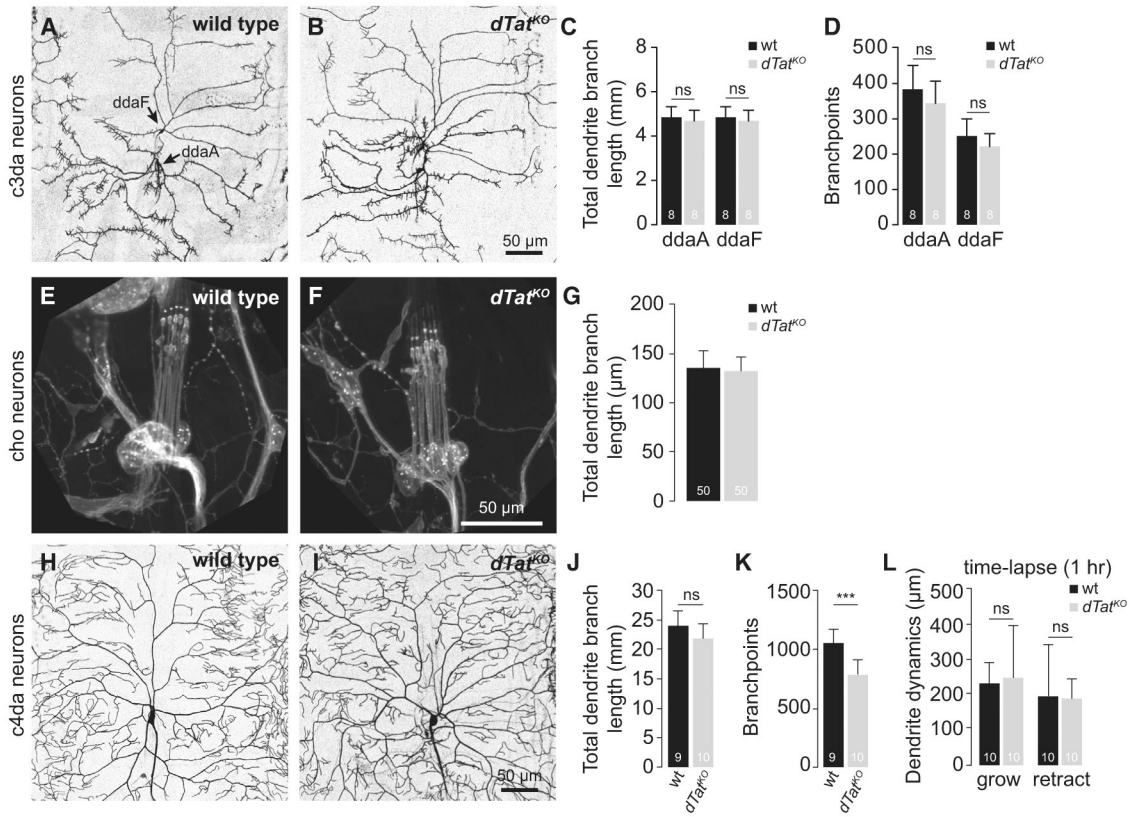 A wild type
B dTatᴷᴼ
c3da neurons
ddaF
ddaA
50 µm
C
wt
dTatᴷᴼ
Total dendrite branch
length (mm)
8
6
4
2
0
ns
ns
8
8
8
8
ddaA ddaF
D
wt
dTatᴷᴼ
Branchpoints
500
400
300
200
100
0
ns
ns
8
8
8
8
ddaA ddaF
E wild type
F dTatᴷᴼ
cho neurons
50 µm
G
wt
dTatᴷᴼ
Total dendrite branch
length (µm)
200
150
100
50
0
50
50
H wild type
I dTatᴷᴼ
c4da neurons
50 µm
J
Total dendrite branch
length (mm)
30
25
20
15
10
5
0
ns
9
10
wt
dTatᴷᴼ
K
Branchpoints
1500
1000
500
0
***
9
10
wt
dTatᴷᴼ
L
time-lapse (1 hr)
wt
dTatᴷᴼ
Dendrite dynamics (µm)
500
400
300
200
100
0
ns
ns
10
10
10
10
grow retract